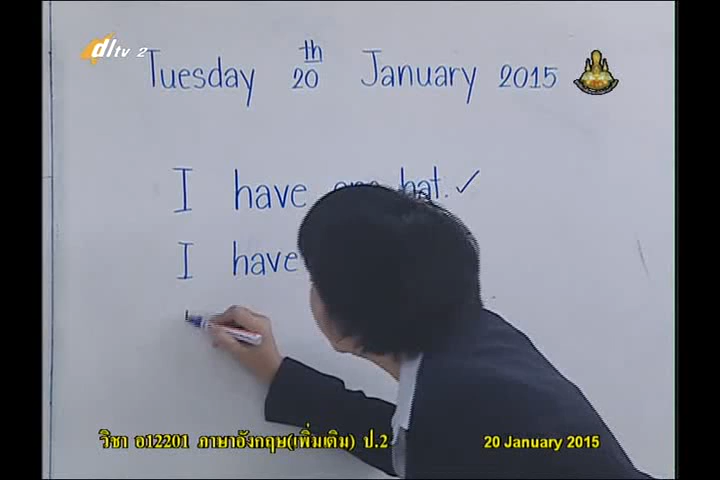 dltv 2
Tuesday 20th January 2015
I have one hat. ✓
I have
วิชา อ12201 ภาษาอังกฤษ(เพิ่มเติม) ป.2
20 January 2015